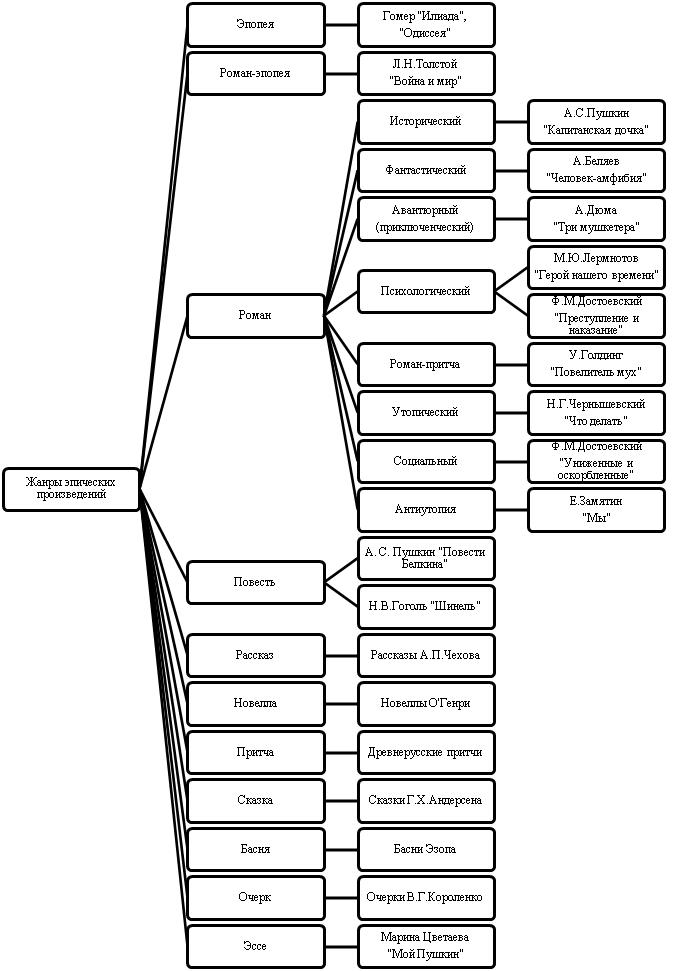 Эпопея
Гомер "Илиада",
"Одиссея"
Роман-эпопея
Л.Н.Толстой
"Война и мир"
Исторический
А.С.Пушкин
"Капитанская дочка"
Фантастический
А.Беляев
"Человек-амфибия"
Авантюрный
(приключенческий)
А.Дюма
"Три мушкетера"
Роман
Психологический
М.Ю.Лермнотов
"Герой нашего времени"
Ф.М.Достоевский
"Преступление и
наказание"
Роман-притча
У.Голдинг
"Повелитель мух"
Утопический
Н.Г.Чернышевский
"Что делать"
Социальный
Ф.М.Достоевский
"Униженные и
оскорбленные"
Антиутопия
Е.Замятин
"Мы"
Жанры эпических
произведений
Повесть
А. С. Пушкин "Повести
Белкина"
Н.В.Гоголь "Шинель"
Рассказ
Рассказы А.П.Чехова
Новелла
Новеллы О'Генри
Притча
Древнерусские притчи
Сказка
Сказки Г.Х.Андерсена
Басня
Басни Эзопа
Очерк
Очерки В.Г.Короленко
Эссе
Марина Цветаева
"Мой Пушкин"